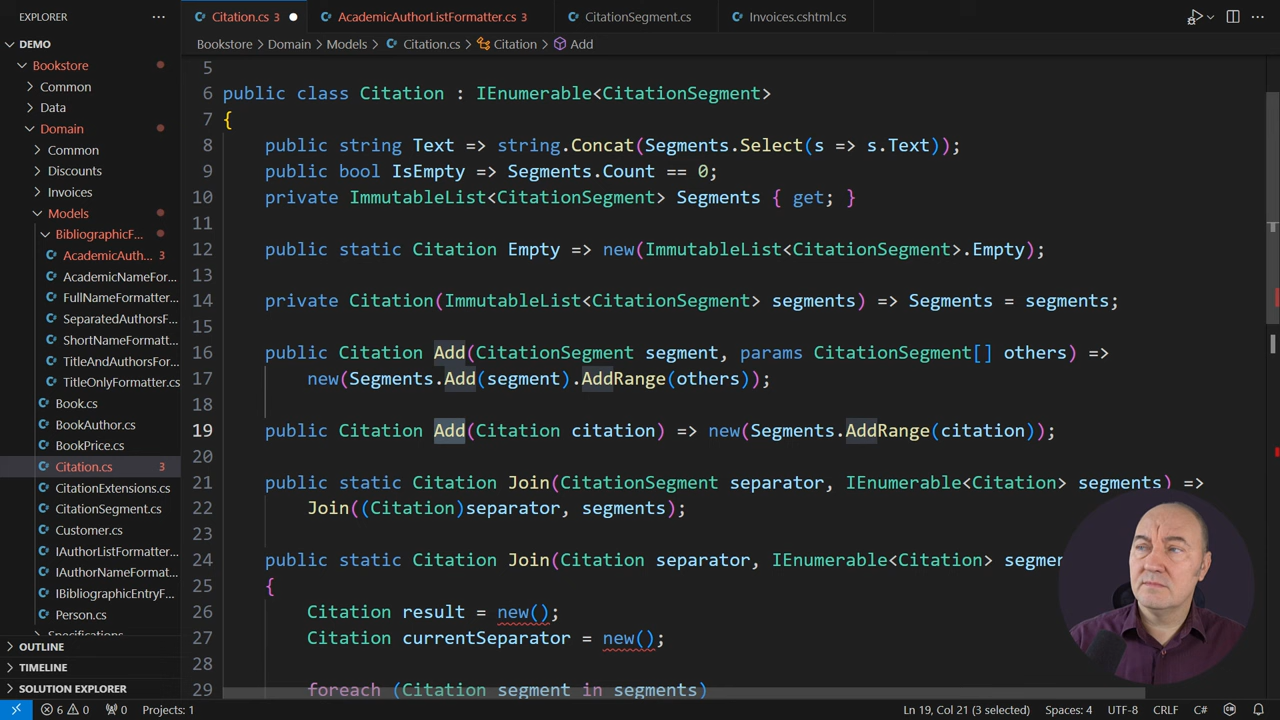 EXPLORER
DEMO
Bookstore
Common
Data
Domain
Common
Discounts
Invoices
Models
BibliographicF...
AcademicAuth... 3
AcademicNameFor...
FullNameFormatter...
SeparatedAuthorsF...
ShortNameFormatt...
TitleAndAuthorsFor...
TitleOnlyFormatter.cs
Book.cs
BookAuthor.cs
BookPrice.cs
Citation.cs 3
CitationExtensions.cs
CitationSegment.cs
Customer.cs
IAuthorListFormatter...
IAuthorNameFormat...
IBibliographicEntryF...
Person.cs
OUTLINE
TIMELINE
SOLUTION EXPLORER
Citation.cs 3
AcademicAuthorListFormatter.cs 3
CitationSegment.cs
Invoices.cshtml.cs
Bookstore > Domain > Models > Citation.cs > Citation > Add
5
6 public class Citation : IEnumerable<CitationSegment>
7 {
8 public string Text => string.Concat(Segments.Select(s => s.Text));
9 public bool IsEmpty => Segments.Count == 0;
10 private ImmutableList<CitationSegment> Segments { get; }
11
12 public static Citation Empty => new(ImmutableList<CitationSegment>.Empty);
13
14 private Citation(ImmutableList<CitationSegment> segments) => Segments = segments;
15
16 public Citation Add(CitationSegment segment, params CitationSegment[] others) =>
17 new(Segments.Add(segment).AddRange(others));
18
19 public Citation Add(Citation citation) => new(Segments.AddRange(citation));
20
21 public static Citation Join(CitationSegment separator, IEnumerable<Citation> segments) =>
22 Join((Citation)separator, segments);
23
24 public static Citation Join(Citation separator, IEnumerable<Citation> segme
25 {
26 Citation result = new();
27 Citation currentSeparator = new();
28
29 foreach (Citation segment in segments)
6 0 0 Projects: 1 Ln 19, Col 21 (3 selected) Spaces: 4 UTF-8 CRLF C#